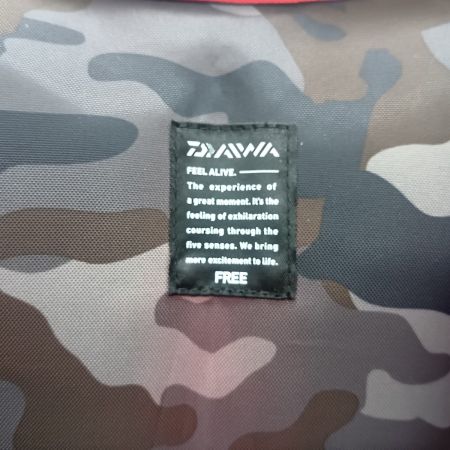 DAIWA
FEEL ALIVE.
The experience of
a great moment. It's the
feeling of exhilaration
coursing through the
five senses. We bring
more excitement to life.
FREE